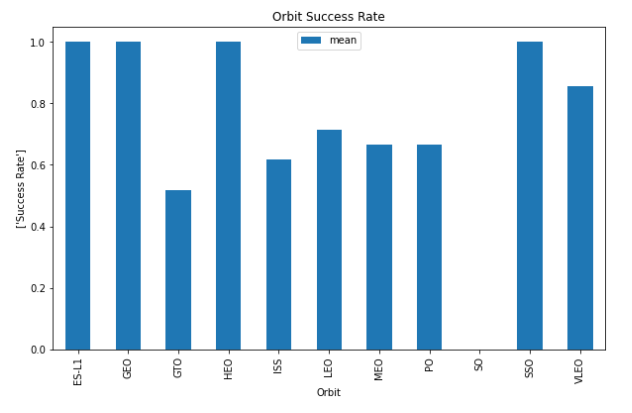 Orbit Success Rate
mean
['Success Rate']
1.0
0.8
0.6
0.4
0.2
0.0
ES-L1 GEO GTO HEO ISS LEO MEO PO SO SSO VLEO
Orbit